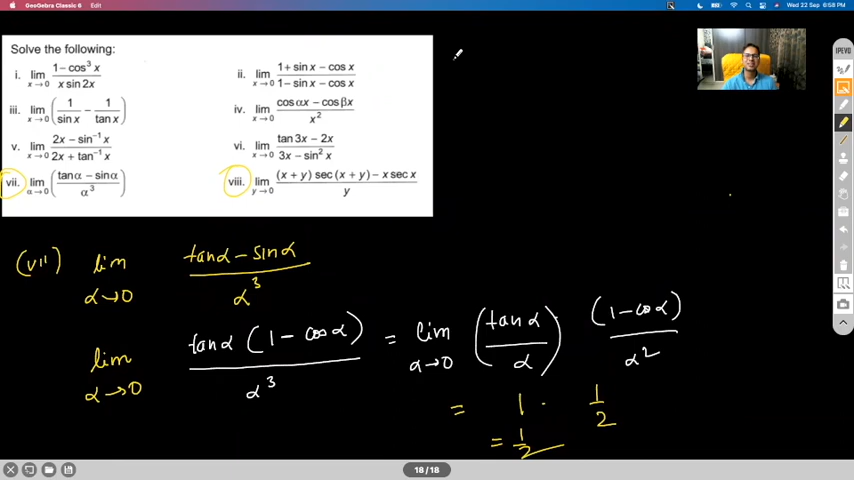 GeoGebra Classic 6 Edit
Wed 22 Sep 6:58 PM
IPEVO
Solve the following:
i. lim x→0 (1 − cos³ x)/(x sin 2x)
ii. lim x→0 (1 + sin x − cos x)/(1 − sin x − cos x)
iii. lim x→0 (1/sin x − 1/tan x)
iv. lim x→0 (cos αx − cos βx)/x²
v. lim x→0 (2x − sin⁻¹ x)/(2x + tan⁻¹ x)
vi. lim x→0 (tan 3x − 2x)/(3x − sin² x)
vii. lim α→0 ((tanα − sinα)/α³)
viii. lim y→0 ((x + y) sec (x + y) − x sec x)/y
(vii) lim α→0 (tanα − sinα)/α³
lim α→0 tanα (1 − cosα)/α³ = lim α→0 (tanα/α) (1 − cosα)/α²
= 1 · 1/2
= 1/2
18 / 18